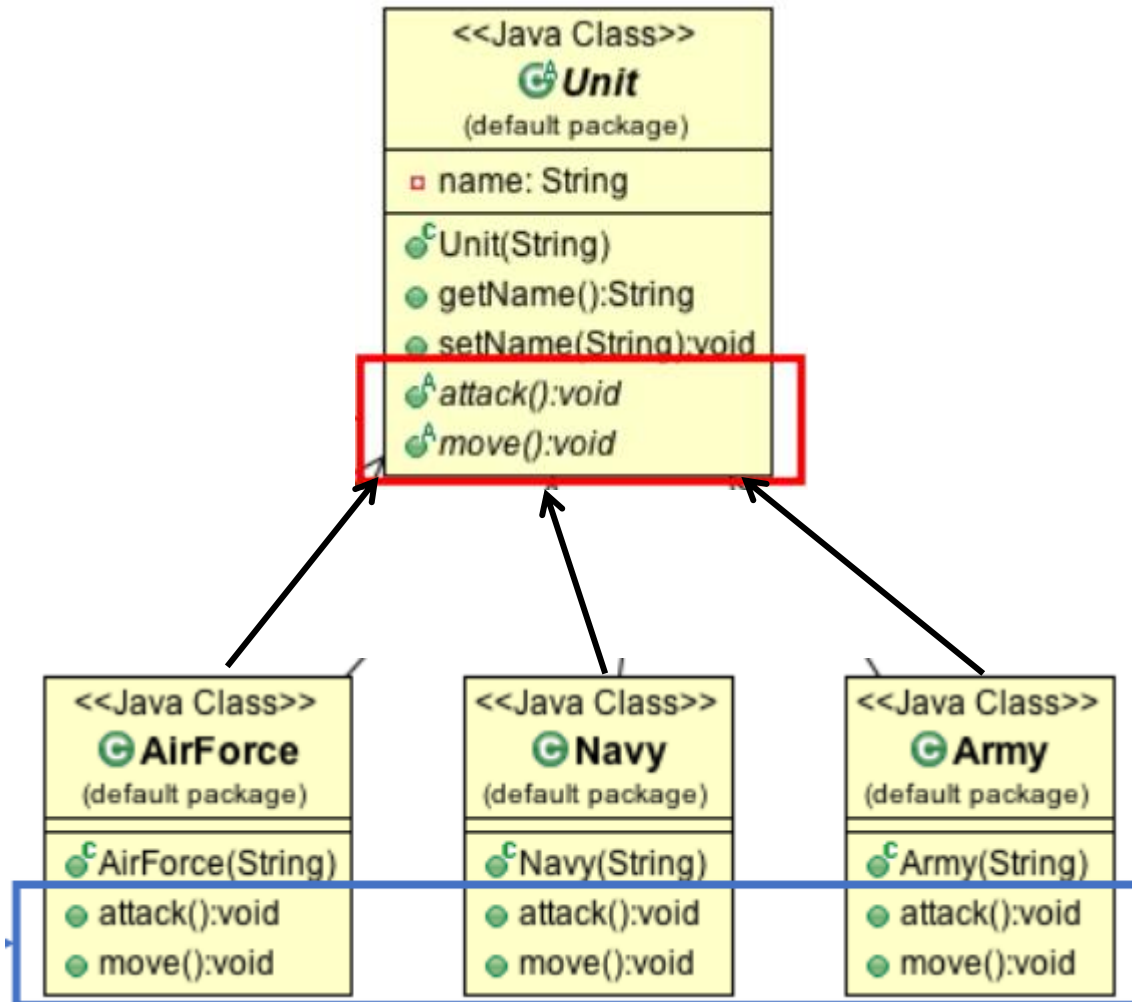 <<Java Class>>
Unit
(default package)
name: String
Unit(String)
getName():String
setName(String):void
attack():void
move():void
<<Java Class>>
AirForce
(default package)
AirForce(String)
attack():void
move():void
<<Java Class>>
Navy
(default package)
Navy(String)
attack():void
move():void
<<Java Class>>
Army
(default package)
Army(String)
attack():void
move():void